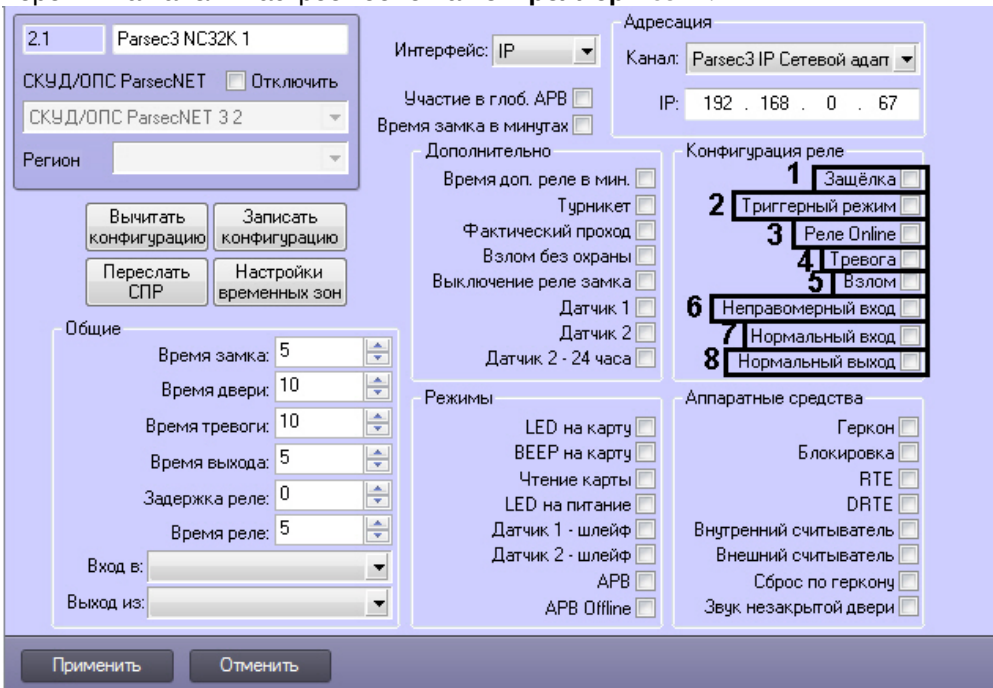 2.1 Parsec3 NC32K 1
СКУД/ОПС ParsecNET Отключить
СКУД/ОПС ParsecNET 3 2
Регион
Вычитать конфигурацию
Записать конфигурацию
Переслать СПР
Настройки временных зон
Общие
Время замка: 5
Время двери: 10
Время тревоги: 10
Время выхода: 5
Задержка реле: 0
Время реле: 5
Вход в:
Выход из:
Интерфейс: IP
Участие в глоб. APB
Время замка в минутах
Адресация
Канал: Parsec3 IP Сетевой адап
IP: 192 . 168 . 0 . 67
Дополнительно
Время доп. реле в мин.
Турникет
Фактический проход
Взлом без охраны
Выключение реле замка
Датчик 1
Датчик 2
Датчик 2 - 24 часа
Конфигурация реле
1 Защёлка
2 Триггерный режим
3 Реле Online
4 Тревога
5 Взлом
6 Неправомерный вход
7 Нормальный вход
8 Нормальный выход
Режимы
LED на карту
BEEP на карту
Чтение карты
LED на питание
Датчик 1 - шлейф
Датчик 2 - шлейф
APB
APB Offline
Аппаратные средства
Геркон
Блокировка
RTE
DRTE
Внутренний считыватель
Внешний считыватель
Сброс по геркону
Звук незакрытой двери
Применить
Отменить